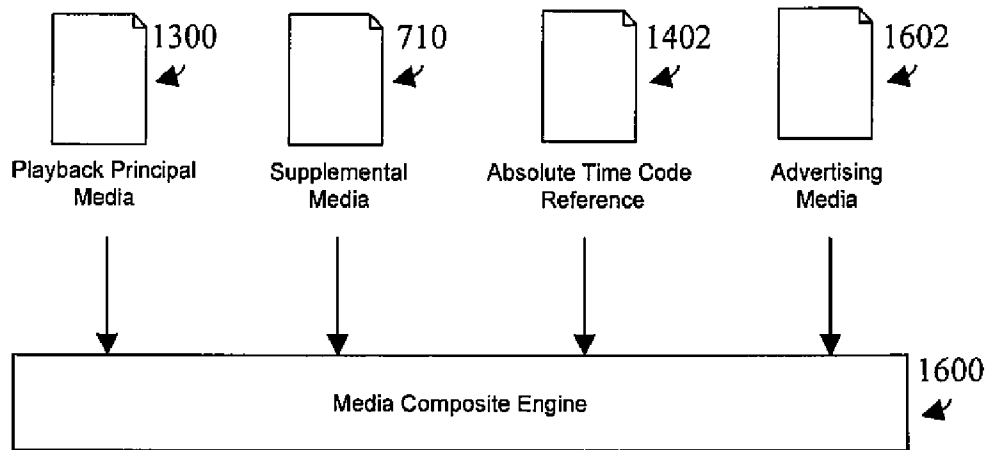 1300
710
1402
1602
Playback Principal
Media
Supplemental
Media
Absolute Time Code
Reference
Advertising
Media
Media Composite Engine
1600